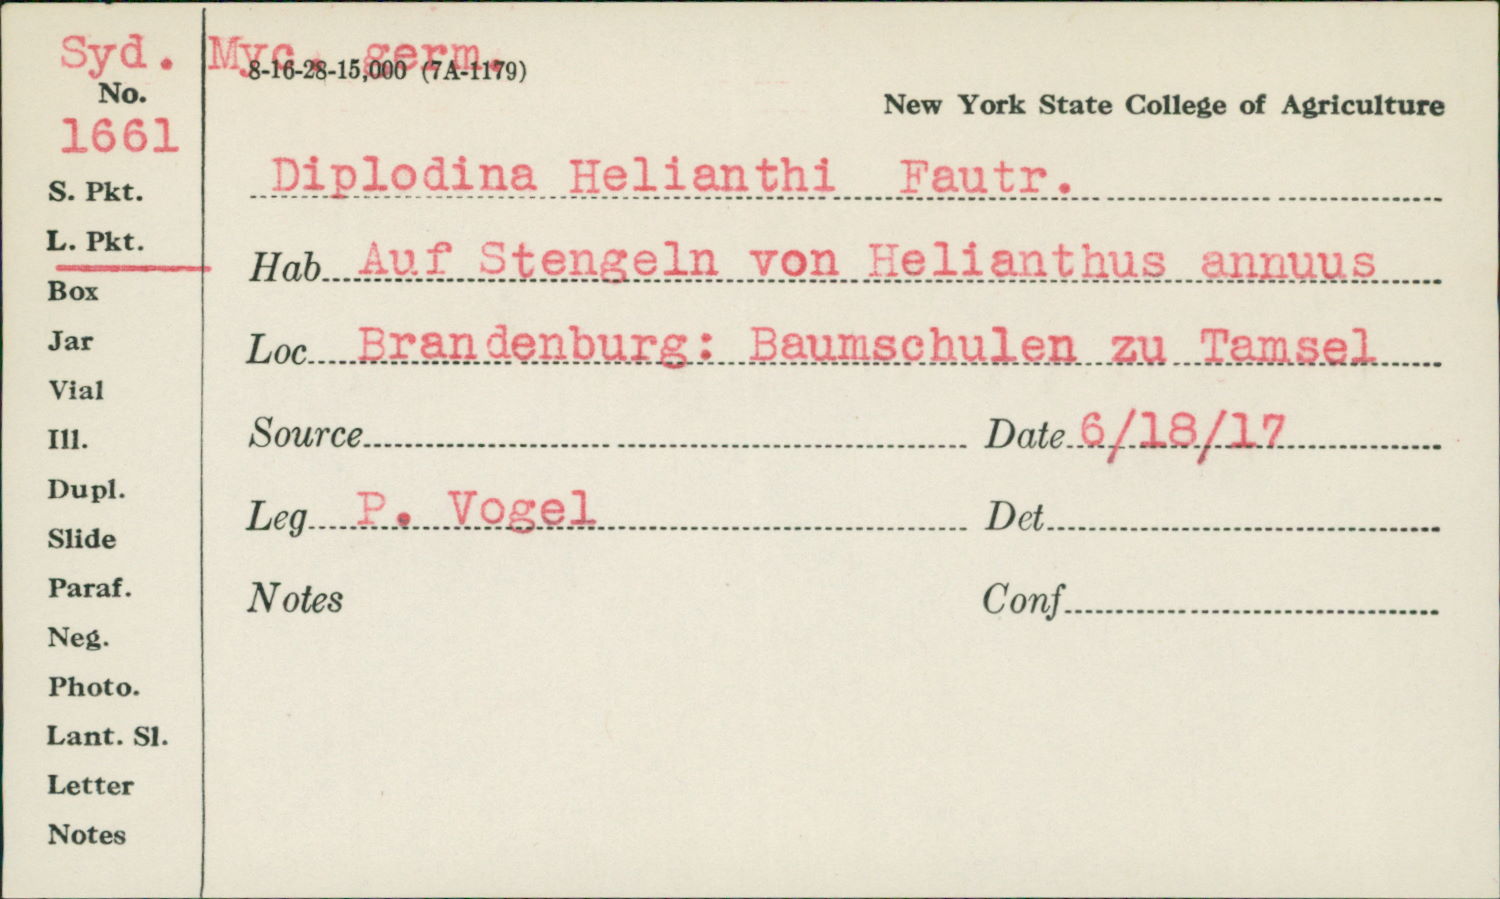 Syd. Myc. germ.
8-16-28-15,000 (7A-1179)
No.
New York State College of Agriculture
1661
Diplodina Helianthi Fautr.
S. Pkt.
L. Pkt.
Hab Auf Stengeln von Helianthus annuus
Box
Jar
Loc Brandenburg: Baumschulen zu Tamsel
Vial
Ill.
Source Date 6/18/17
Dupl.
Leg P. Vogel Det
Slide
Paraf.
Notes Conf
Neg.
Photo.
Lant. Sl.
Letter
Notes